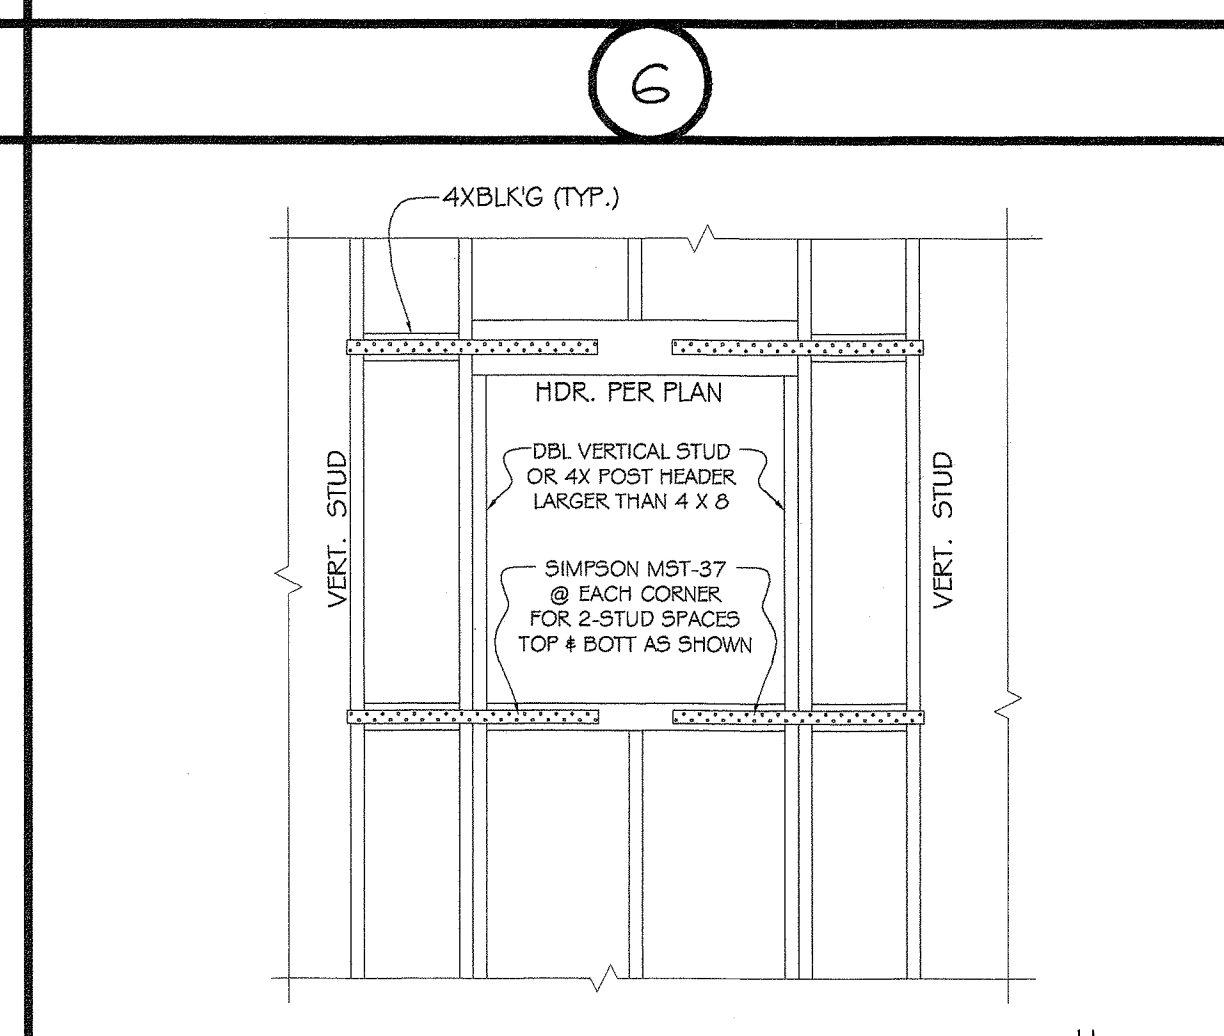 6
4XBLK'G (TYP.)
HDR. PER PLAN
DBL VERTICAL STUD
OR 4X POST HEADER
LARGER THAN 4 X 8
VERT. STUD
VERT. STUD
SIMPSON MST-37
@ EACH CORNER
FOR 2-STUD SPACES
TOP & BOTT AS SHOWN